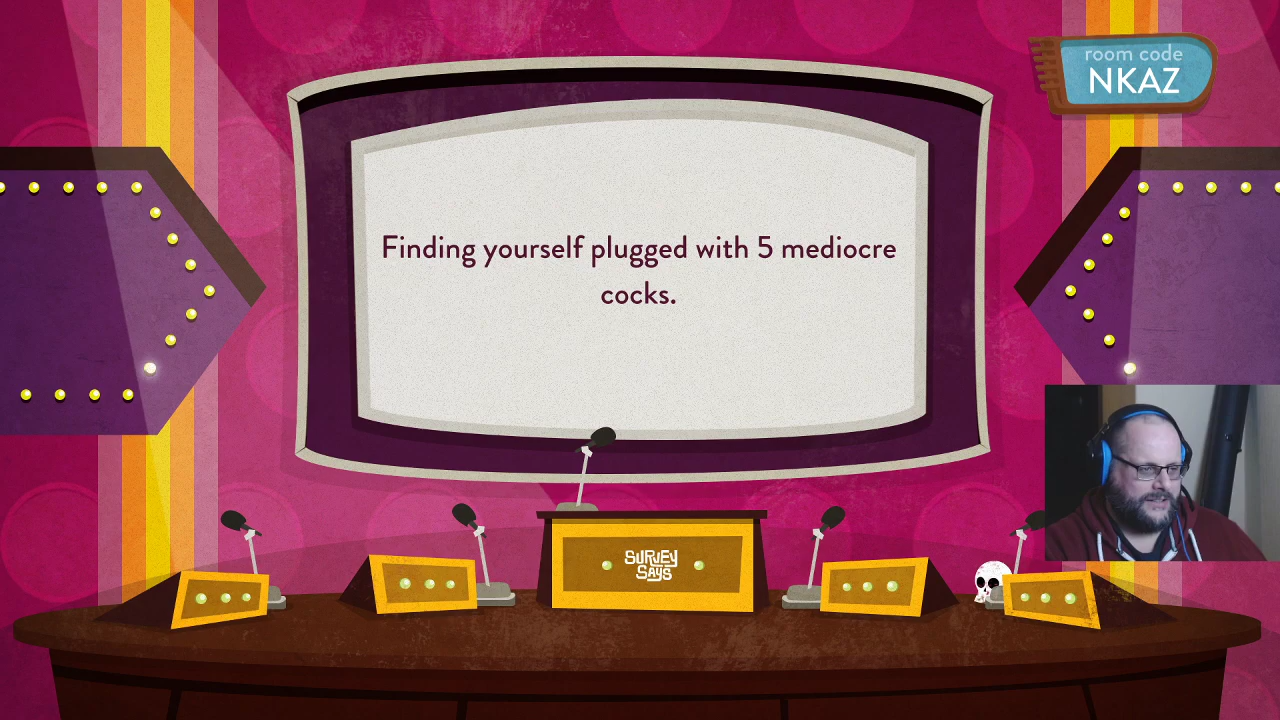 room code
NKAZ
Finding yourself plugged with 5 mediocre
cocks.
SURVEY
SAYS